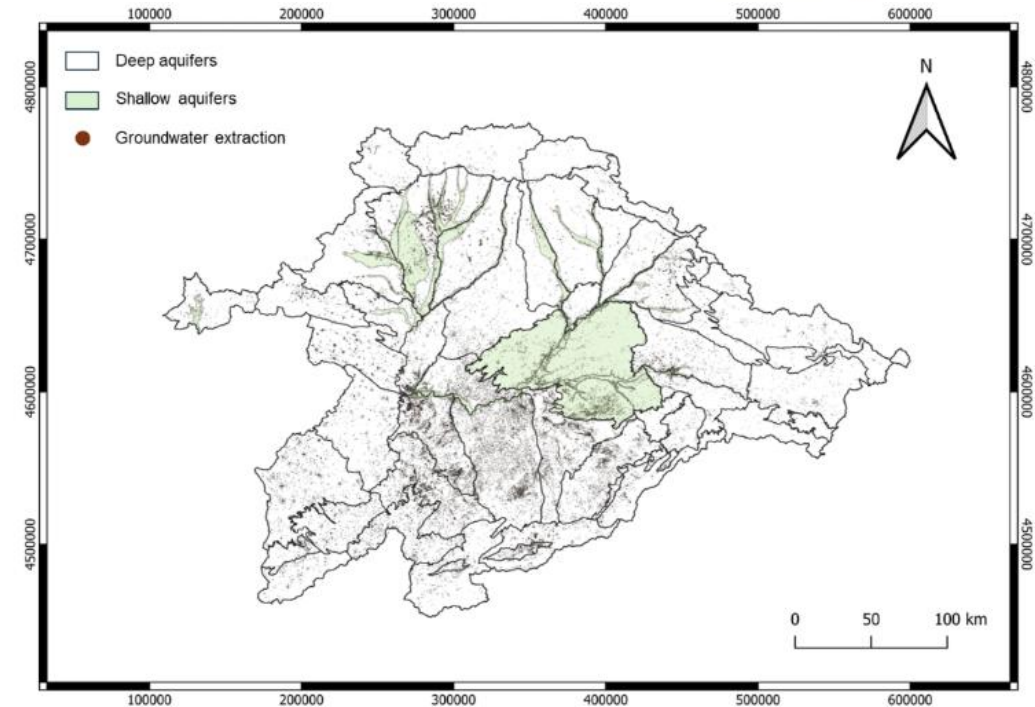 100000 200000 300000 400000 500000 600000
Deep aquifers
Shallow aquifers
Groundwater extraction
N
4800000 4800000
4700000 4700000
4600000 4600000
4500000 4500000
0 50 100 km
100000 200000 300000 400000 500000 600000